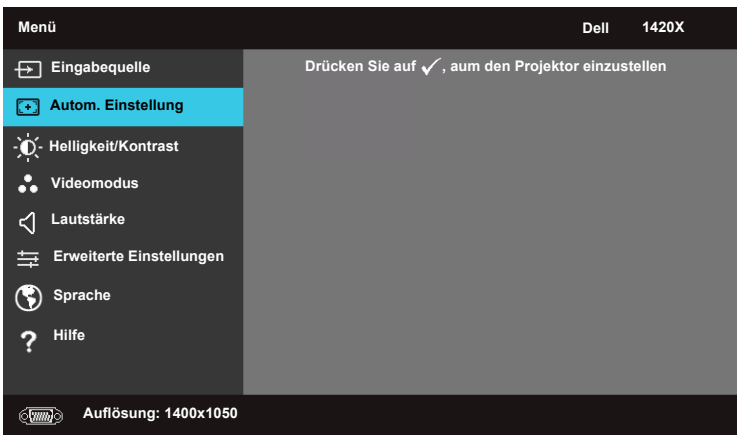 Menü Dell 1420X
Eingabequelle
Drücken Sie auf ✓, aum den Projektor einzustellen
Autom. Einstellung
Helligkeit/Kontrast
Videomodus
Lautstärke
Erweiterte Einstellungen
Sprache
? Hilfe
Auflösung: 1400x1050